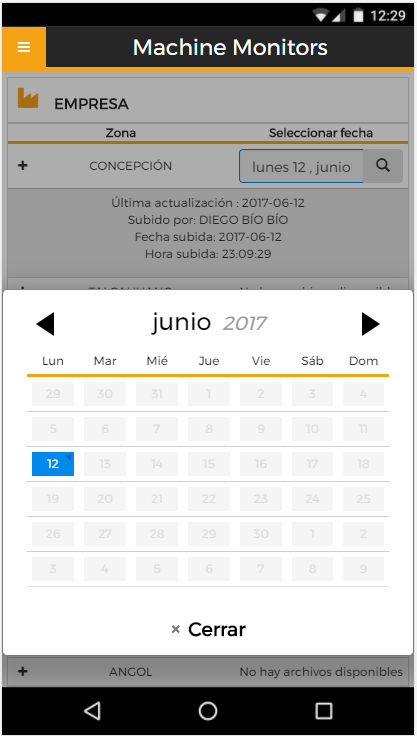 12:29
Machine Monitors
EMPRESA
Zona Seleccionar fecha
+ CONCEPCIÓN lunes 12 , junio
Última actualización : 2017-06-12
Subido por: DIEGO BÍO BÍO
Fecha subida: 2017-06-12
Hora subida: 23:09:29
junio 2017
Lun Mar Mié Jue Vie Sáb Dom
29 30 31 1 2 3 4
5 6 7 8 9 10 11
12 13 14 15 16 17 18
19 20 21 22 23 24 25
26 27 28 29 30 1 2
3 4 5 6 7 8 9
× Cerrar
+ ANGOL No hay archivos disponibles